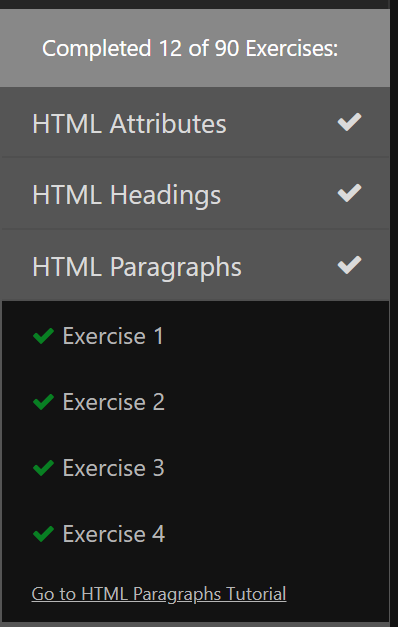 Completed 12 of 90 Exercises:
HTML Attributes
HTML Headings
HTML Paragraphs
Exercise 1
Exercise 2
Exercise 3
Exercise 4
Go to HTML Paragraphs Tutorial